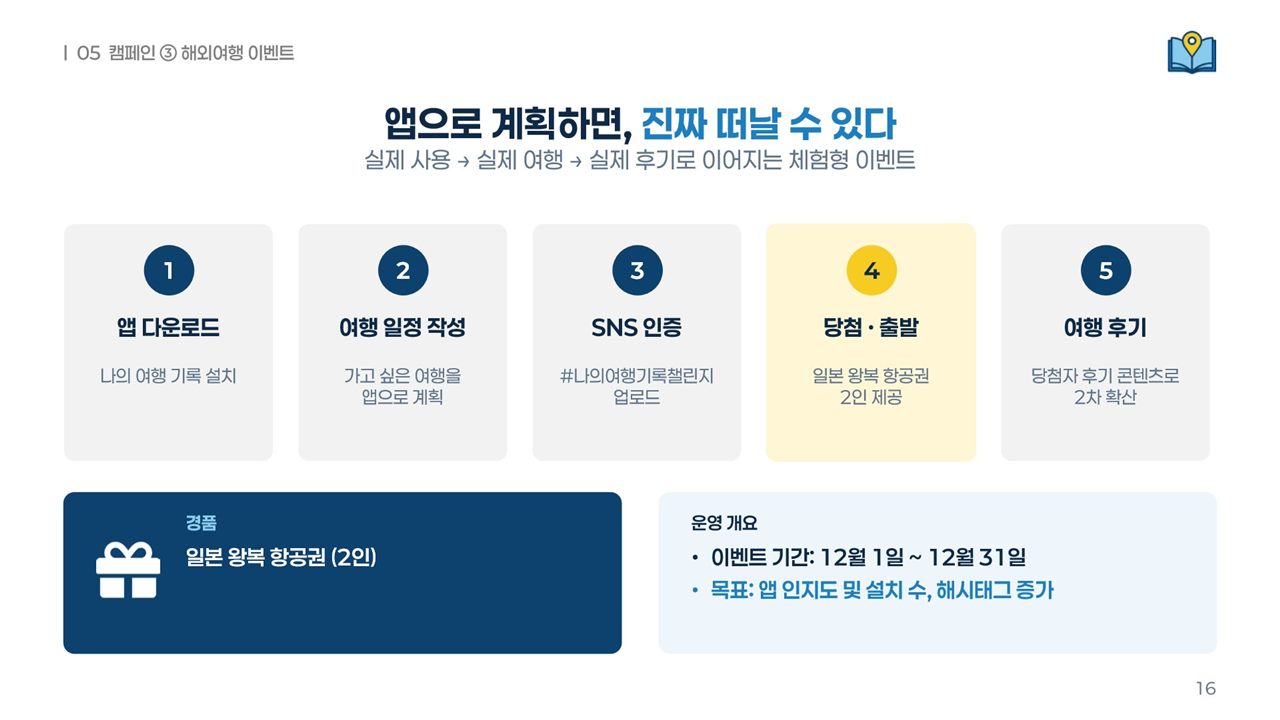 | 05 캠페인 ③ 해외여행 이벤트
앱으로 계획하면, 진짜 떠날 수 있다
실제 사용 → 실제 여행 → 실제 후기로 이어지는 체험형 이벤트
1
앱 다운로드
나의 여행 기록 설치
2
여행 일정 작성
가고 싶은 여행을
앱으로 계획
3
SNS 인증
#나의여행기록챌린지
업로드
4
당첨 · 출발
일본 왕복 항공권
2인 제공
5
여행 후기
당첨자 후기 콘텐츠로
2차 확산
경품
일본 왕복 항공권 (2인)
운영 개요
• 이벤트 기간: 12월 1일 ~ 12월 31일
• 목표: 앱 인지도 및 설치 수, 해시태그 증가
16